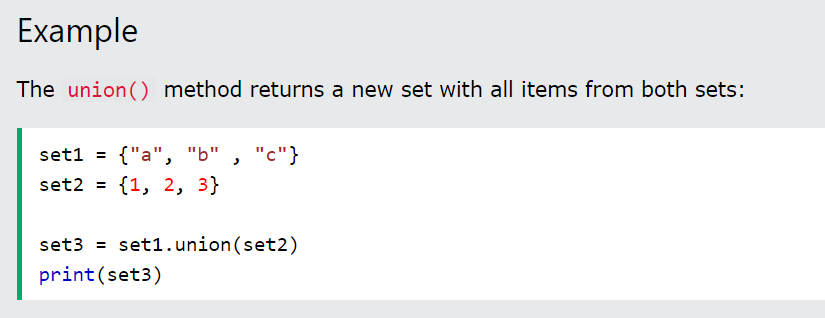 Example
The union() method returns a new set with all items from both sets:
set1 = {"a", "b" , "c"}
set2 = {1, 2, 3}
set3 = set1.union(set2)
print(set3)